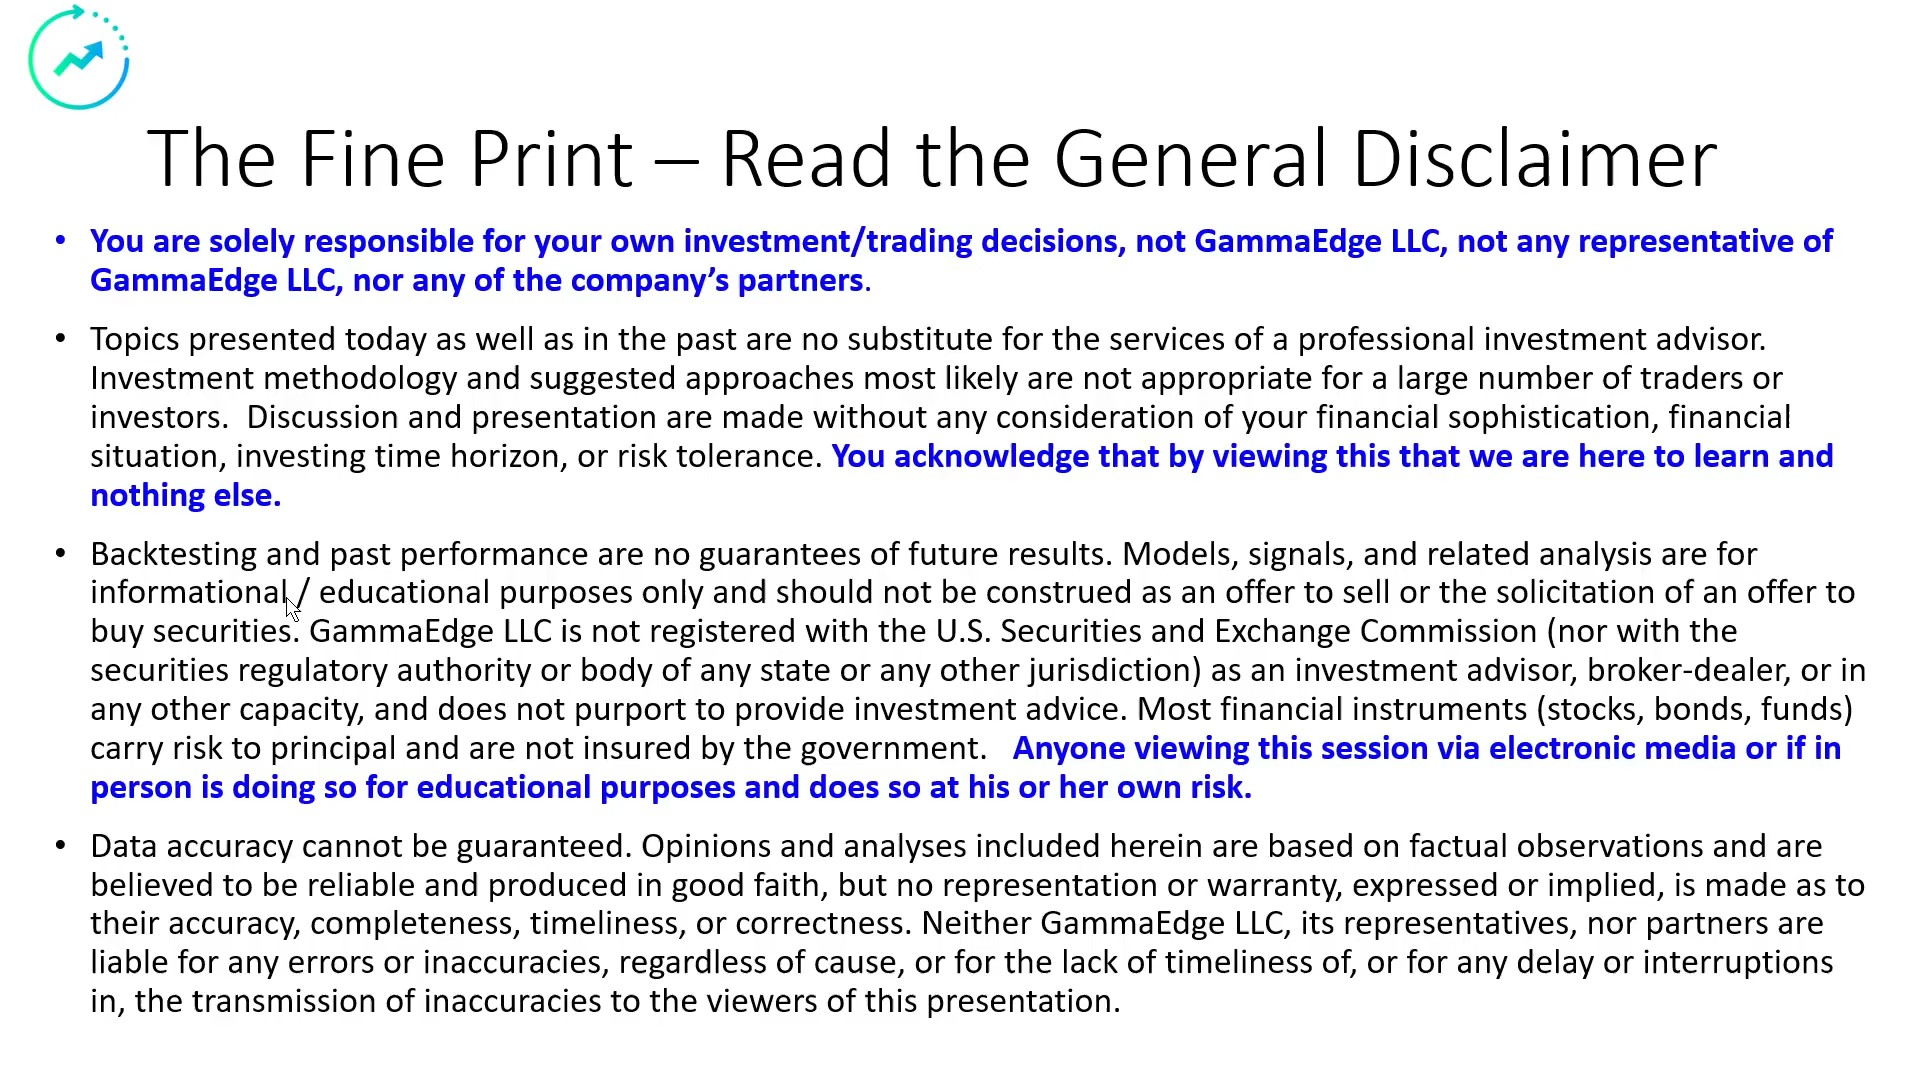 The Fine Print – Read the General Disclaimer
• You are solely responsible for your own investment/trading decisions, not GammaEdge LLC, not any representative of
GammaEdge LLC, nor any of the company’s partners.
• Topics presented today as well as in the past are no substitute for the services of a professional investment advisor.
Investment methodology and suggested approaches most likely are not appropriate for a large number of traders or
investors.  Discussion and presentation are made without any consideration of your financial sophistication, financial
situation, investing time horizon, or risk tolerance. You acknowledge that by viewing this that we are here to learn and
nothing else.
• Backtesting and past performance are no guarantees of future results. Models, signals, and related analysis are for
informational / educational purposes only and should not be construed as an offer to sell or the solicitation of an offer to
buy securities. GammaEdge LLC is not registered with the U.S. Securities and Exchange Commission (nor with the
securities regulatory authority or body of any state or any other jurisdiction) as an investment advisor, broker-dealer, or in
any other capacity, and does not purport to provide investment advice. Most financial instruments (stocks, bonds, funds)
carry risk to principal and are not insured by the government.   Anyone viewing this session via electronic media or if in
person is doing so for educational purposes and does so at his or her own risk.
• Data accuracy cannot be guaranteed. Opinions and analyses included herein are based on factual observations and are
believed to be reliable and produced in good faith, but no representation or warranty, expressed or implied, is made as to
their accuracy, completeness, timeliness, or correctness. Neither GammaEdge LLC, its representatives, nor partners are
liable for any errors or inaccuracies, regardless of cause, or for the lack of timeliness of, or for any delay or interruptions
in, the transmission of inaccuracies to the viewers of this presentation.